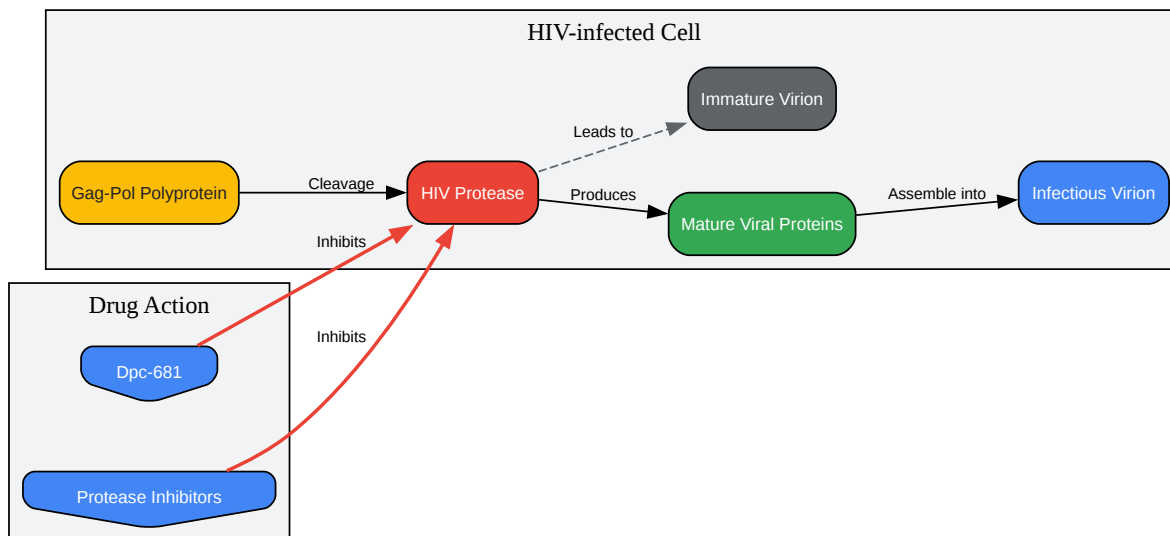 HIV-infected Cell
Immature Virion
Leads to
Gag-Pol Polyprotein
Cleavage
HIV Protease
Produces
Mature Viral Proteins
Assemble into
Infectious Virion
Inhibits
Drug Action
Inhibits
Dpc-681
Protease Inhibitors